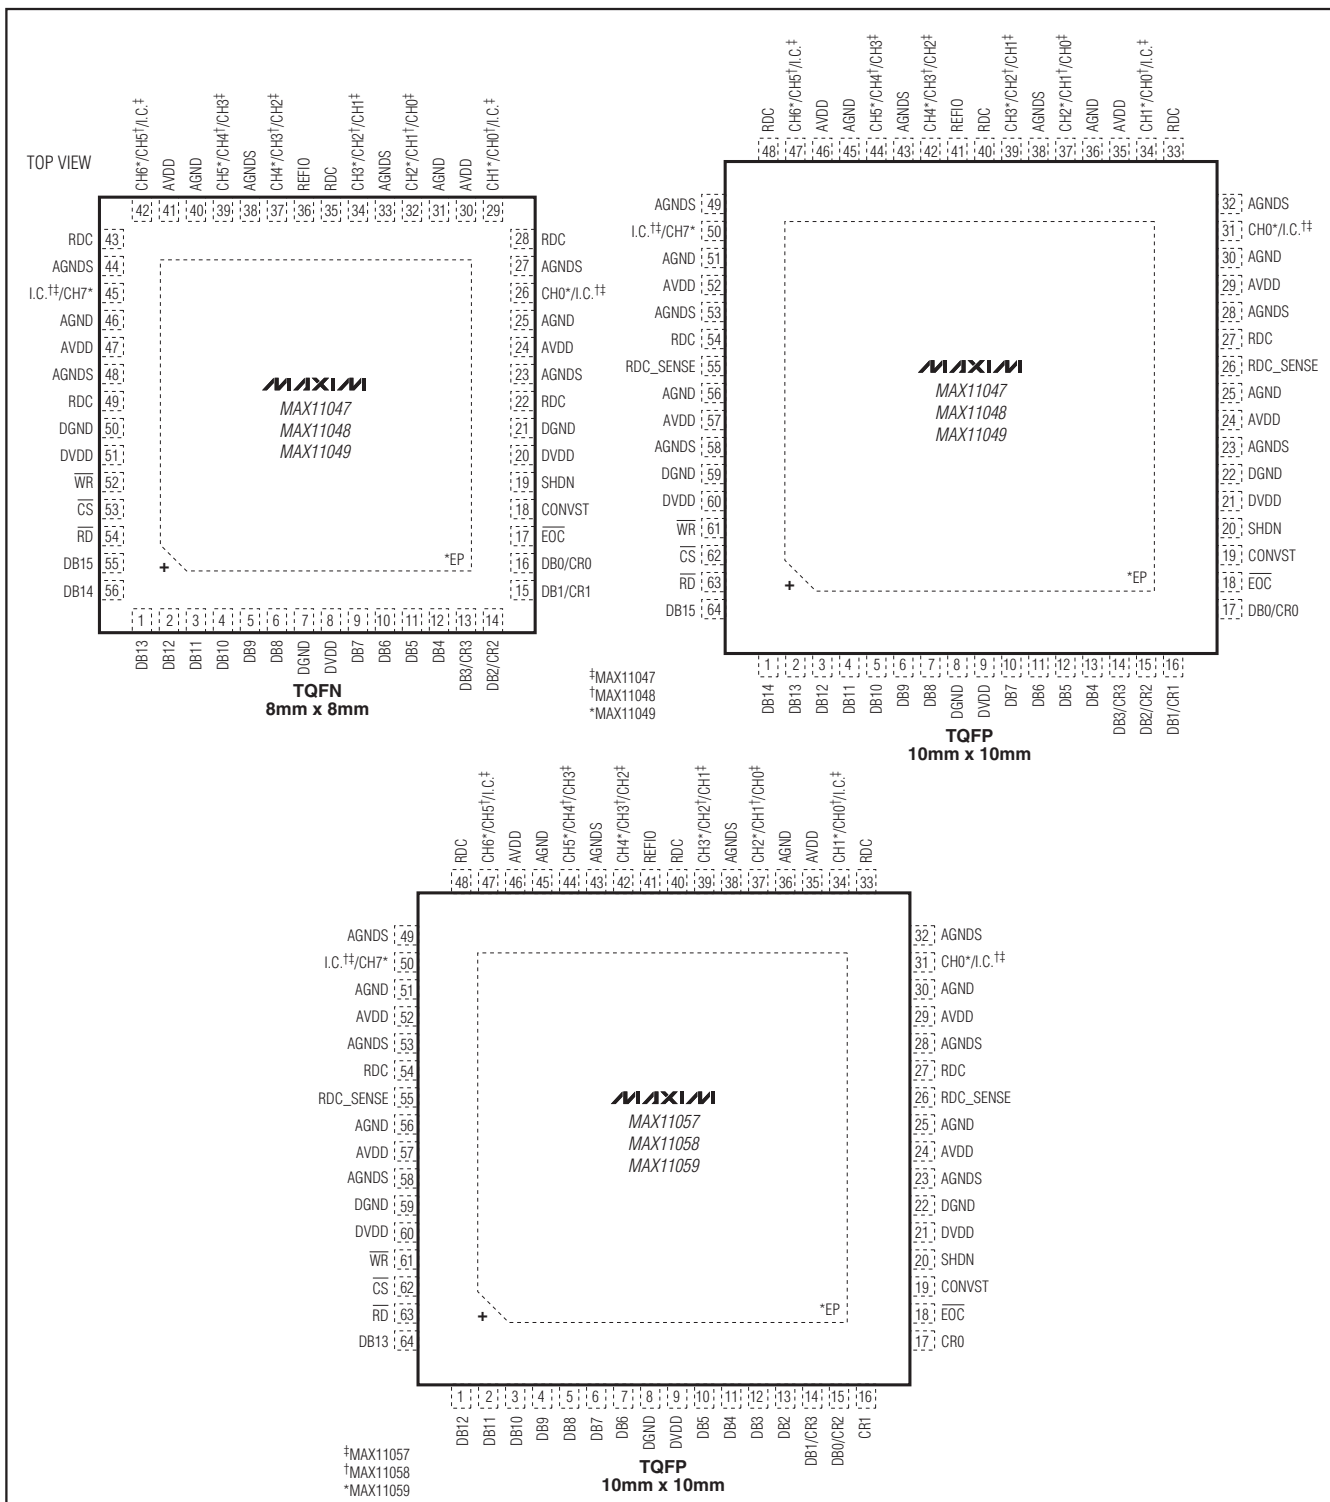 TOP VIEW
CH6*/CH5†/I.C.‡
AVDD
AGND
CH5*/CH4†/CH3‡
AGNDS
CH4*/CH3†/CH2‡
REFIO
RDC
CH3*/CH2†/CH1‡
AGNDS
CH2*/CH1†/CH0‡
AGND
AVDD
CH1*/CH0†/I.C.‡
42 41 40 39 38 37 36 35 34 33 32 31 30 29
RDC 43
AGNDS 44
I.C.†‡/CH7* 45
AGND 46
AVDD 47
AGNDS 48
RDC 49
DGND 50
DVDD 51
WR 52
CS 53
RD 54
DB15 55
DB14 56
28 RDC
27 AGNDS
26 CH0*/I.C.†‡
25 AGND
24 AVDD
23 AGNDS
22 RDC
21 DGND
20 DVDD
19 SHDN
18 CONVST
17 EOC
16 DB0/CR0
15 DB1/CR1
MAXIM
MAX11047
MAX11048
MAX11049
+
*EP
1 2 3 4 5 6 7 8 9 10 11 12 13 14
DB13
DB12
DB11
DB10
DB9
DB8
DGND
DVDD
DB7
DB6
DB5
DB4
DB3/CR3
DB2/CR2
TQFN
8mm x 8mm
RDC
CH6*/CH5†/I.C.‡
AVDD
AGND
CH5*/CH4†/CH3‡
AGNDS
CH4*/CH3†/CH2‡
REFIO
RDC
CH3*/CH2†/CH1‡
AGNDS
CH2*/CH1†/CH0‡
AGND
AVDD
CH1*/CH0†/I.C.‡
RDC
48 47 46 45 44 43 42 41 40 39 38 37 36 35 34 33
AGNDS 49
I.C.†‡/CH7* 50
AGND 51
AVDD 52
AGNDS 53
RDC 54
RDC_SENSE 55
AGND 56
AVDD 57
AGNDS 58
DGND 59
DVDD 60
WR 61
CS 62
RD 63
DB15 64
32 AGNDS
31 CH0*/I.C.†‡
30 AGND
29 AVDD
28 AGNDS
27 RDC
26 RDC_SENSE
25 AGND
24 AVDD
23 AGNDS
22 DGND
21 DVDD
20 SHDN
19 CONVST
18 EOC
17 DB0/CR0
MAXIM
MAX11047
MAX11048
MAX11049
+
*EP
1 2 3 4 5 6 7 8 9 10 11 12 13 14 15 16
DB14
DB13
DB12
DB11
DB10
DB9
DB8
DGND
DVDD
DB7
DB6
DB5
DB4
DB3/CR3
DB2/CR2
DB1/CR1
‡MAX11047
†MAX11048
*MAX11049
TQFP
10mm x 10mm
RDC
CH6*/CH5†/I.C.‡
AVDD
AGND
CH5*/CH4†/CH3‡
AGNDS
CH4*/CH3†/CH2‡
REFIO
RDC
CH3*/CH2†/CH1‡
AGNDS
CH2*/CH1†/CH0‡
AGND
AVDD
CH1*/CH0†/I.C.‡
RDC
48 47 46 45 44 43 42 41 40 39 38 37 36 35 34 33
AGNDS 49
I.C.†‡/CH7* 50
AGND 51
AVDD 52
AGNDS 53
RDC 54
RDC_SENSE 55
AGND 56
AVDD 57
AGNDS 58
DGND 59
DVDD 60
WR 61
CS 62
RD 63
DB13 64
32 AGNDS
31 CH0*/I.C.†‡
30 AGND
29 AVDD
28 AGNDS
27 RDC
26 RDC_SENSE
25 AGND
24 AVDD
23 AGNDS
22 DGND
21 DVDD
20 SHDN
19 CONVST
18 EOC
17 CR0
MAXIM
MAX11057
MAX11058
MAX11059
+
*EP
1 2 3 4 5 6 7 8 9 10 11 12 13 14 15 16
DB12
DB11
DB10
DB9
DB8
DB7
DB6
DGND
DVDD
DB5
DB4
DB3
DB2
DB1/CR3
DB0/CR2
CR1
‡MAX11057
†MAX11058
*MAX11059
TQFP
10mm x 10mm